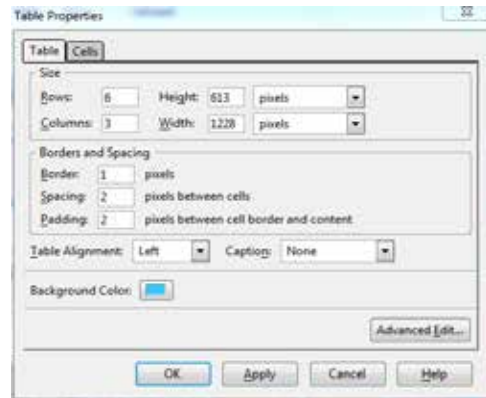 Table Properties
Table Cells
Size
Rows: 6 Height: 613 pixels
Columns: 3 Width: 1228 pixels
Borders and Spacing
Border: 1 pixels
Spacing: 2 pixels between cells
Padding: 2 pixels between cell border and content
Table Alignment: Left Caption: None
Background Color:
Advanced Edit...
OK Apply Cancel Help